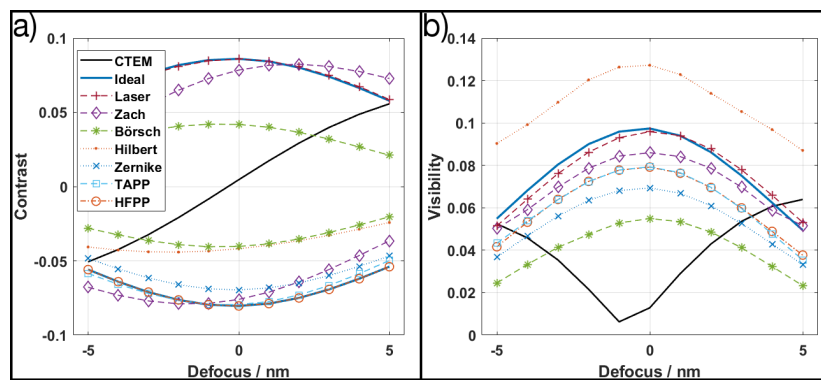 a)
0.1
0.05
0
-0.05
-0.1
Contrast
CTEM
Ideal
Laser
Zach
Börsch
Hilbert
Zernike
TAPP
HFPP
-5
0
5
Defocus / nm
b)
0.14
0.12
0.1
0.08
0.06
0.04
0.02
0
Visibility
-5
0
5
Defocus / nm